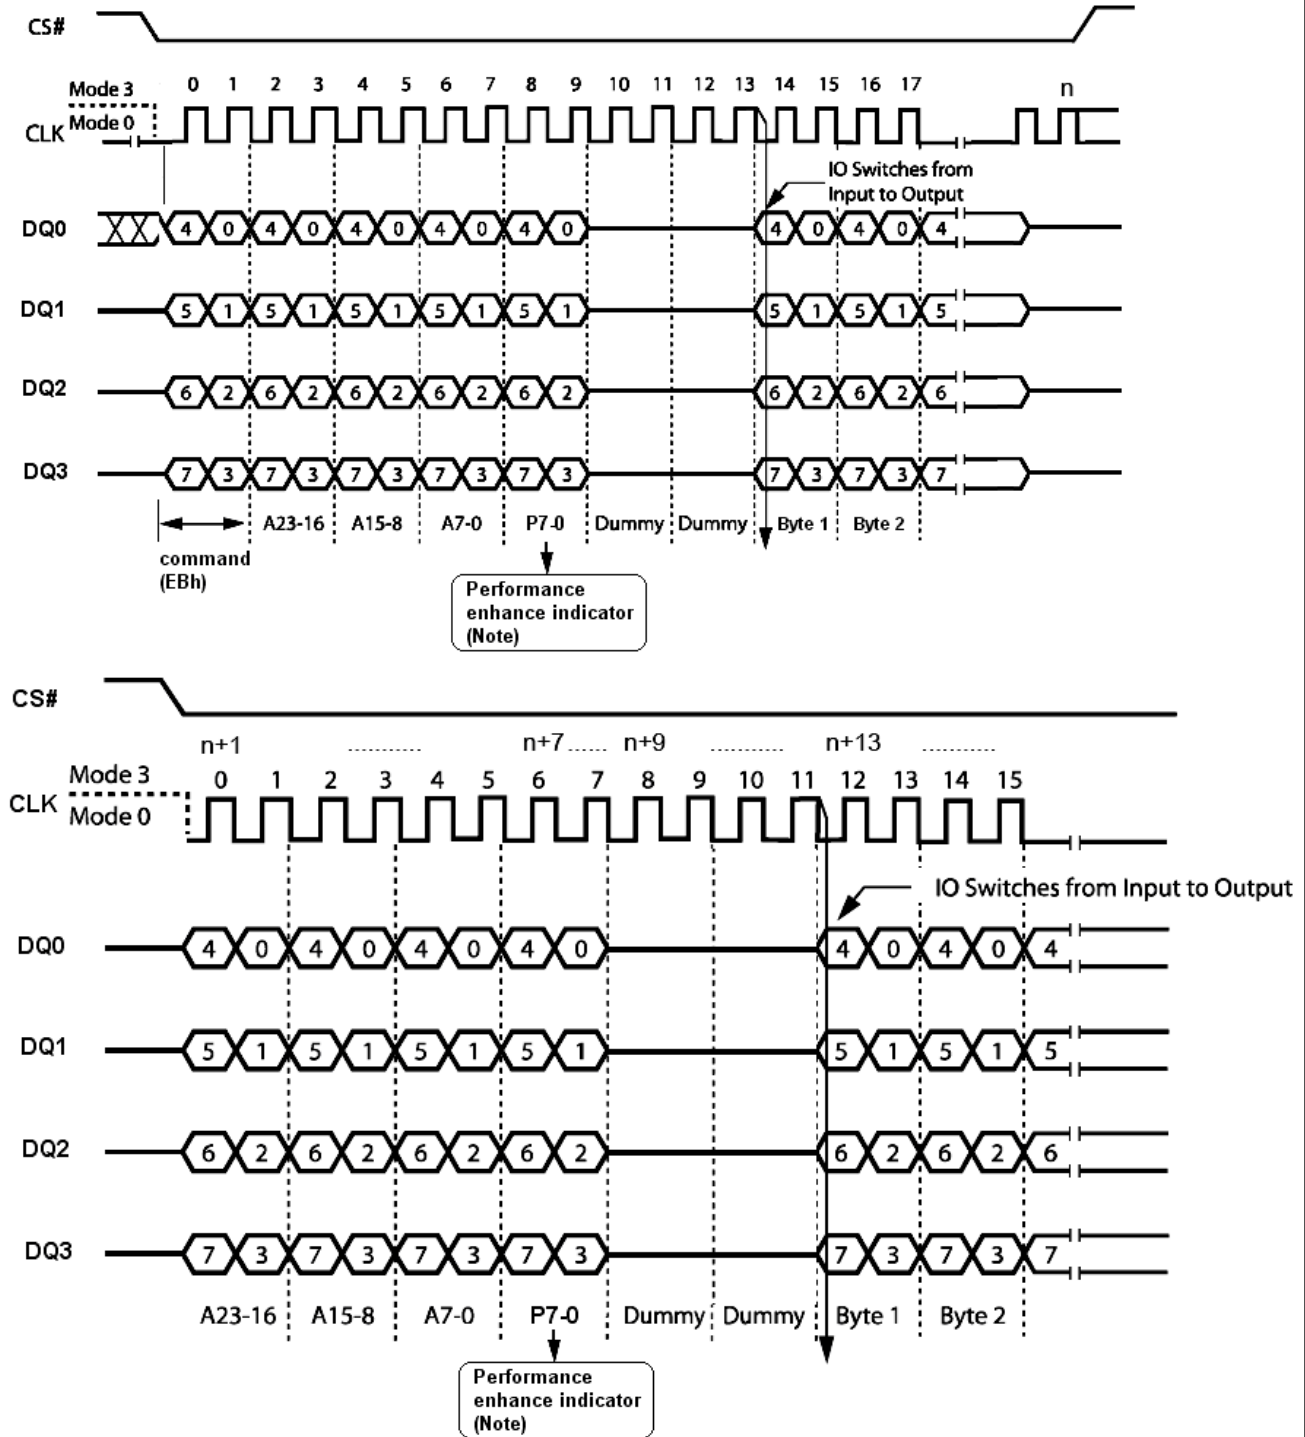 CS#
0 1 2 3 4 5 6 7 8 9 10 11 12 13 14 15 16 17 n
Mode 3
Mode 0
CLK
IO Switches from
Input to Output
DQ0 4 0 4 0 4 0 4 0 4 0 4 0 4 0 4
DQ1 5 1 5 1 5 1 5 1 5 1 5 1 5 1 5
DQ2 6 2 6 2 6 2 6 2 6 2 6 2 6 2 6
DQ3 7 3 7 3 7 3 7 3 7 3 7 3 7 3 7
A23-16 A15-8 A7-0 P7-0 Dummy Dummy Byte 1 Byte 2
command
(EBh)
Performance
enhance indicator
(Note)
CS#
n+1 ............ n+7 ...... n+9 ............ n+13 ............
Mode 3 0 1 2 3 4 5 6 7 8 9 10 11 12 13 14 15
CLK
Mode 0
IO Switches from Input to Output
DQ0 4 0 4 0 4 0 4 0 4 0 4 0 4
DQ1 5 1 5 1 5 1 5 1 5 1 5 1 5
DQ2 6 2 6 2 6 2 6 2 6 2 6 2 6
DQ3 7 3 7 3 7 3 7 3 7 3 7 3 7
A23-16 A15-8 A7-0 P7-0 Dummy Dummy Byte 1 Byte 2
Performance
enhance indicator
(Note)